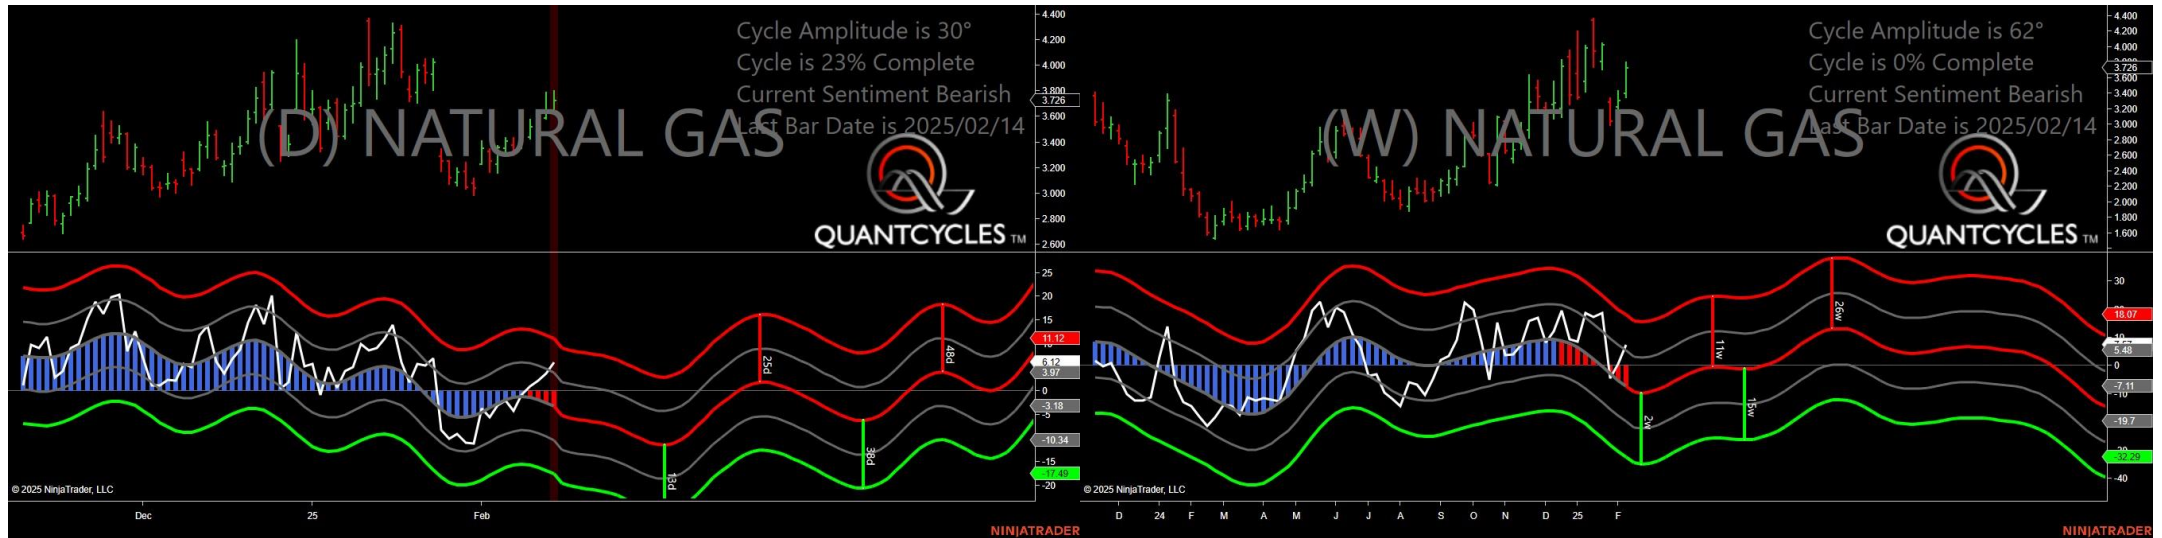 Cycle Amplitude is 30°
Cycle is 23% Complete
Current Sentiment Bearish
Last Bar Date is 2025/02/14
(D) NATURAL GAS
QUANTCYCLES TM
4.400
4.200
4.000
3.800
3.726
3.600
3.400
3.200
3.000
2.800
2.600
25
20
15
11.12
6.12
3.97
0
-3.18
-5
-10.34
-15
-17.49
-20
13d
25d
38d
48d
© 2025 NinjaTrader, LLC
Dec
25
Feb
NINJATRADER
Cycle Amplitude is 62°
Cycle is 0% Complete
Current Sentiment Bearish
Last Bar Date is 2025/02/14
(W) NATURAL GAS
QUANTCYCLES TM
4.400
4.200
4.000
3.726
3.600
3.400
3.200
3.000
2.800
2.600
2.400
2.200
2.000
1.800
1.600
30
18.07
10
5.48
0
-7.11
-10
-19.7
-32.29
-40
2w
11w
15w
26w
© 2025 NinjaTrader, LLC
D
24
F
M
A
M
J
J
A
S
O
N
D
25
F
NINJATRADER